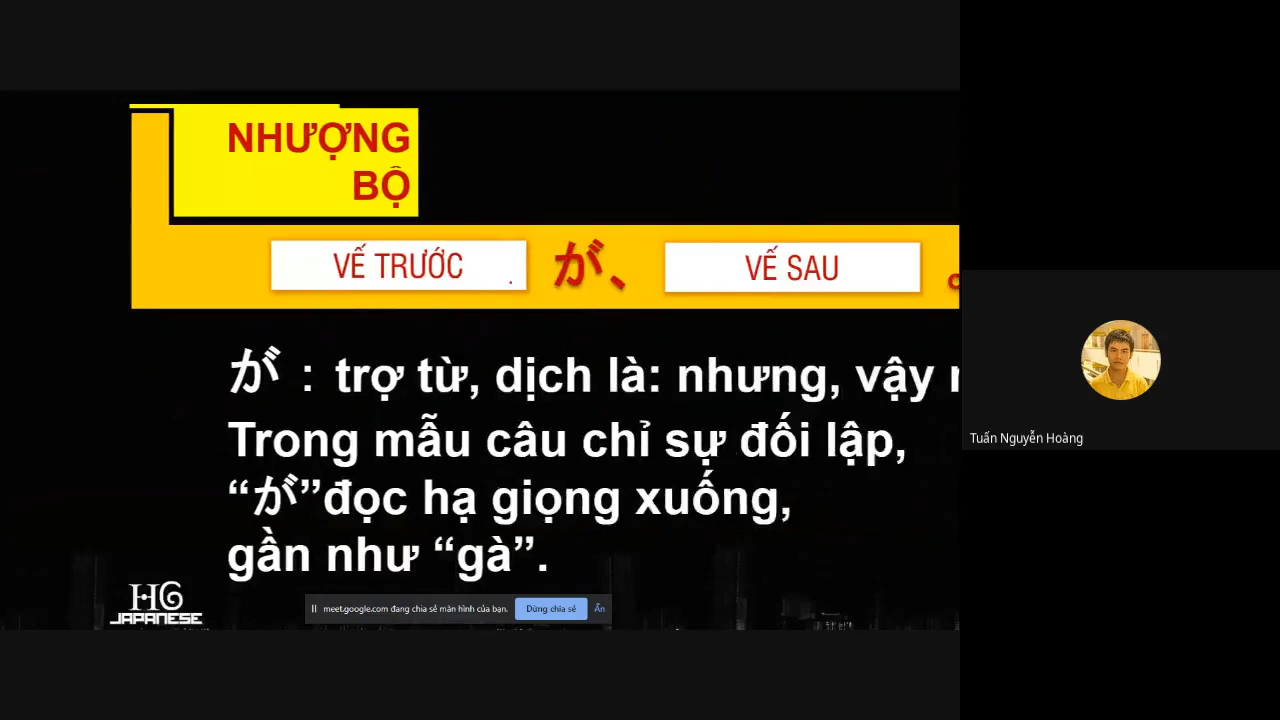 NHƯỢNG
BỘ
VẾ TRƯỚC が、 VẾ SAU
が : trợ từ, dịch là: nhưng, vậy
Trong mẫu câu chỉ sự đối lập,
“が”đọc hạ giọng xuống,
gần như “gà”.
HG
JAPANESE
meet.google.com đang chia sẻ màn hình của bạn. Dừng chia sẻ Ẩn
Tuấn Nguyễn Hoàng